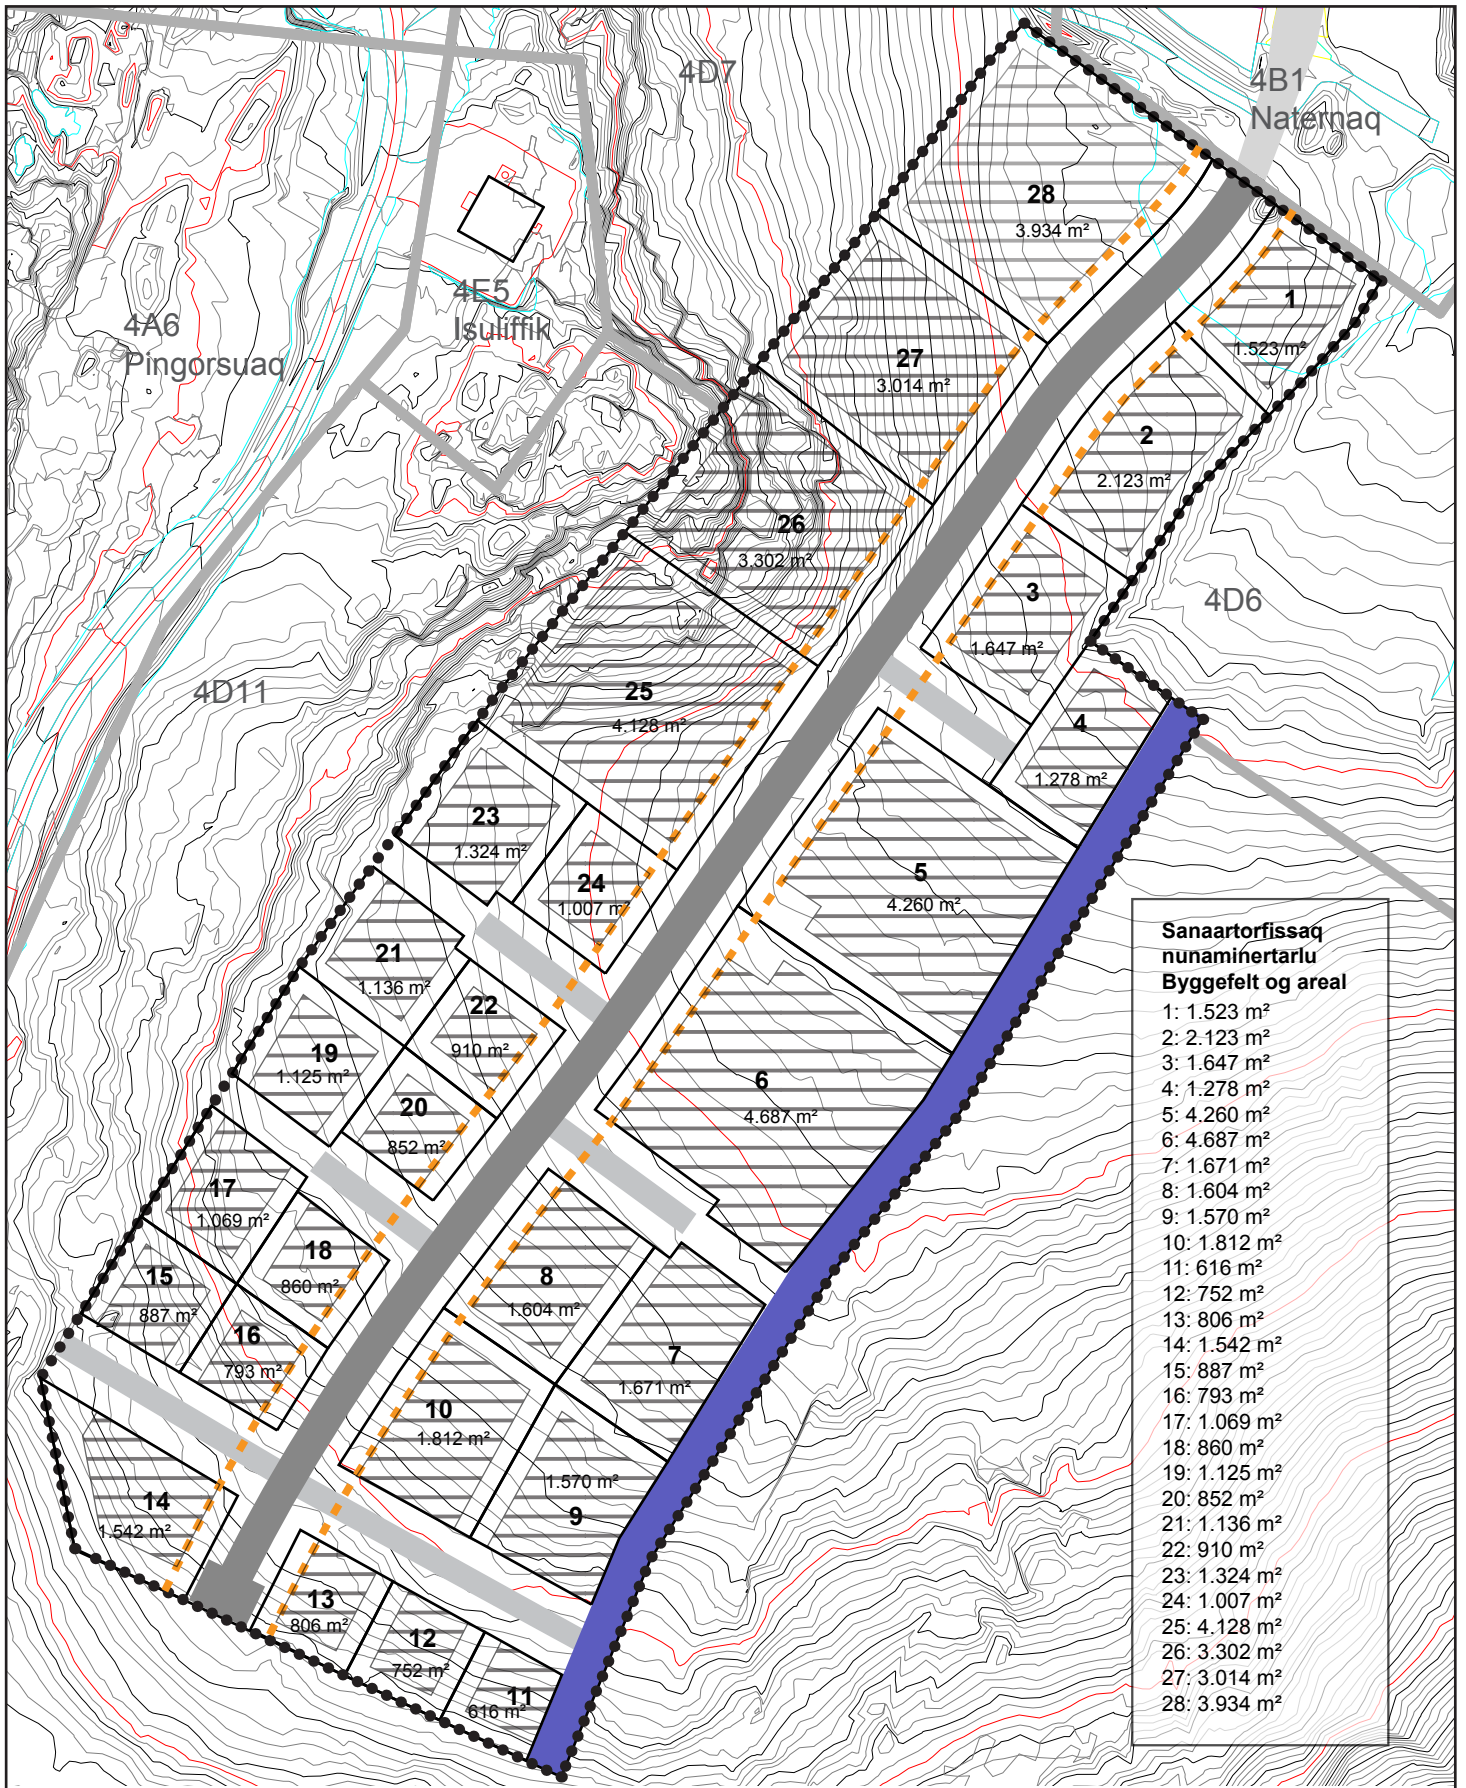 4D7
4B1
Naternaq
28
3.934 m²
4E5
Isuliffik
4A6
Pingorsuaq
1
1.523 m²
27
3.014 m²
2
2.123 m²
26
3.302 m²
3
1.647 m²
4D6
4D11
25
4.128 m²
4
1.278 m²
23
1.324 m²
24
1.007 m²
5
4.260 m²
21
1.136 m²
22
910 m²
19
1.125 m²
20
852 m²
6
4.687 m²
17
1.069 m²
18
860 m²
15
887 m²
16
793 m²
8
1.604 m²
7
1.671 m²
10
1.812 m²
1.570 m²
9
14
1.542 m²
13
806 m²
12
752 m²
11
616 m²
Sanaartorfissaq
nunaminertarlu
Byggefelt og areal
1: 1.523 m²
2: 2.123 m²
3: 1.647 m²
4: 1.278 m²
5: 4.260 m²
6: 4.687 m²
7: 1.671 m²
8: 1.604 m²
9: 1.570 m²
10: 1.812 m²
11: 616 m²
12: 752 m²
13: 806 m²
14: 1.542 m²
15: 887 m²
16: 793 m²
17: 1.069 m²
18: 860 m²
19: 1.125 m²
20: 852 m²
21: 1.136 m²
22: 910 m²
23: 1.324 m²
24: 1.007 m²
25: 4.128 m²
26: 3.302 m²
27: 3.014 m²
28: 3.934 m²